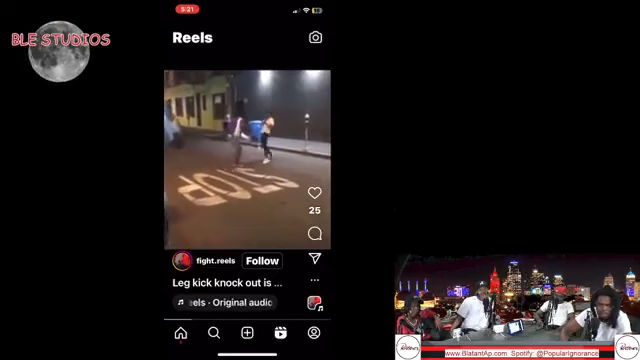 5:21
BLE STUDIOS
Reels
STOP
25
fight.reels
Follow
Leg kick knock out is ...
eels · Original audio
www.BlatantAp.com Spotify: @PopularIgnorance